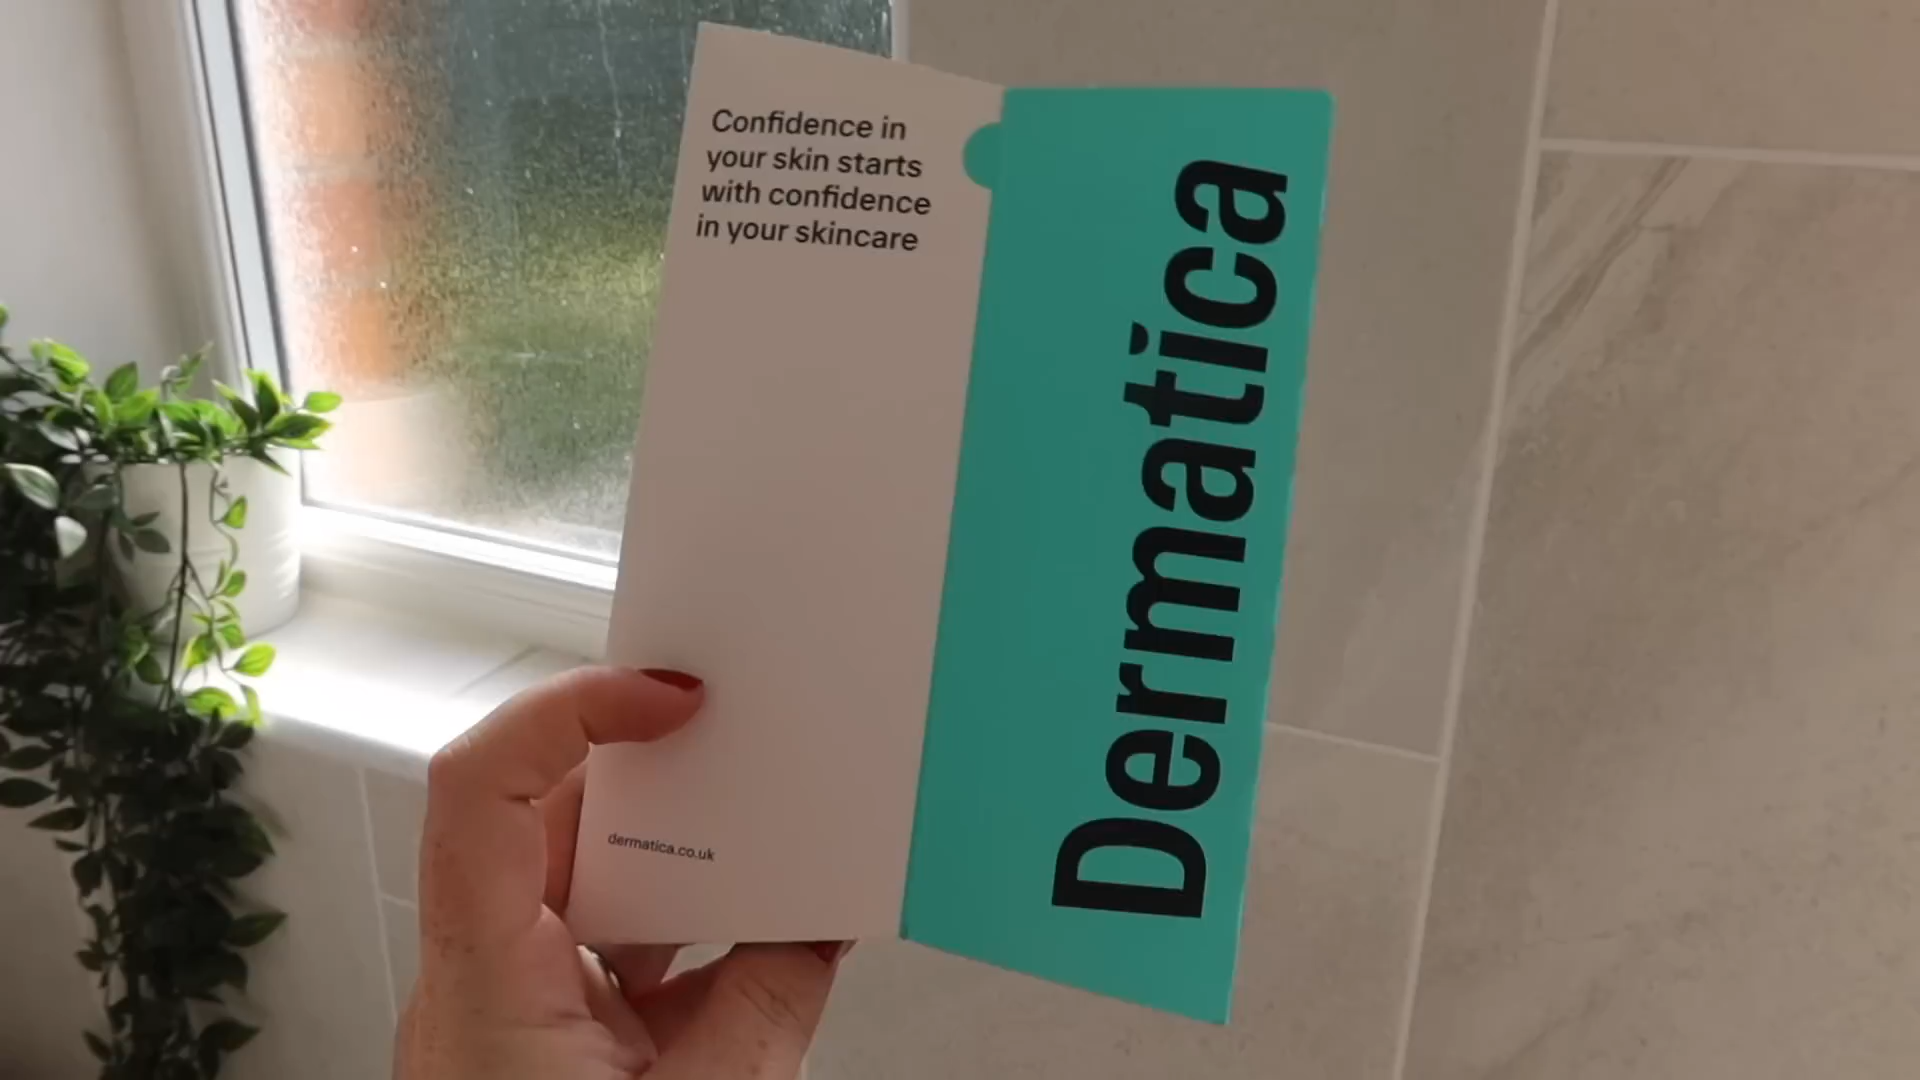 Confidence in
your skin starts
with confidence
in your skincare
dermatica.co.uk
Dermatica